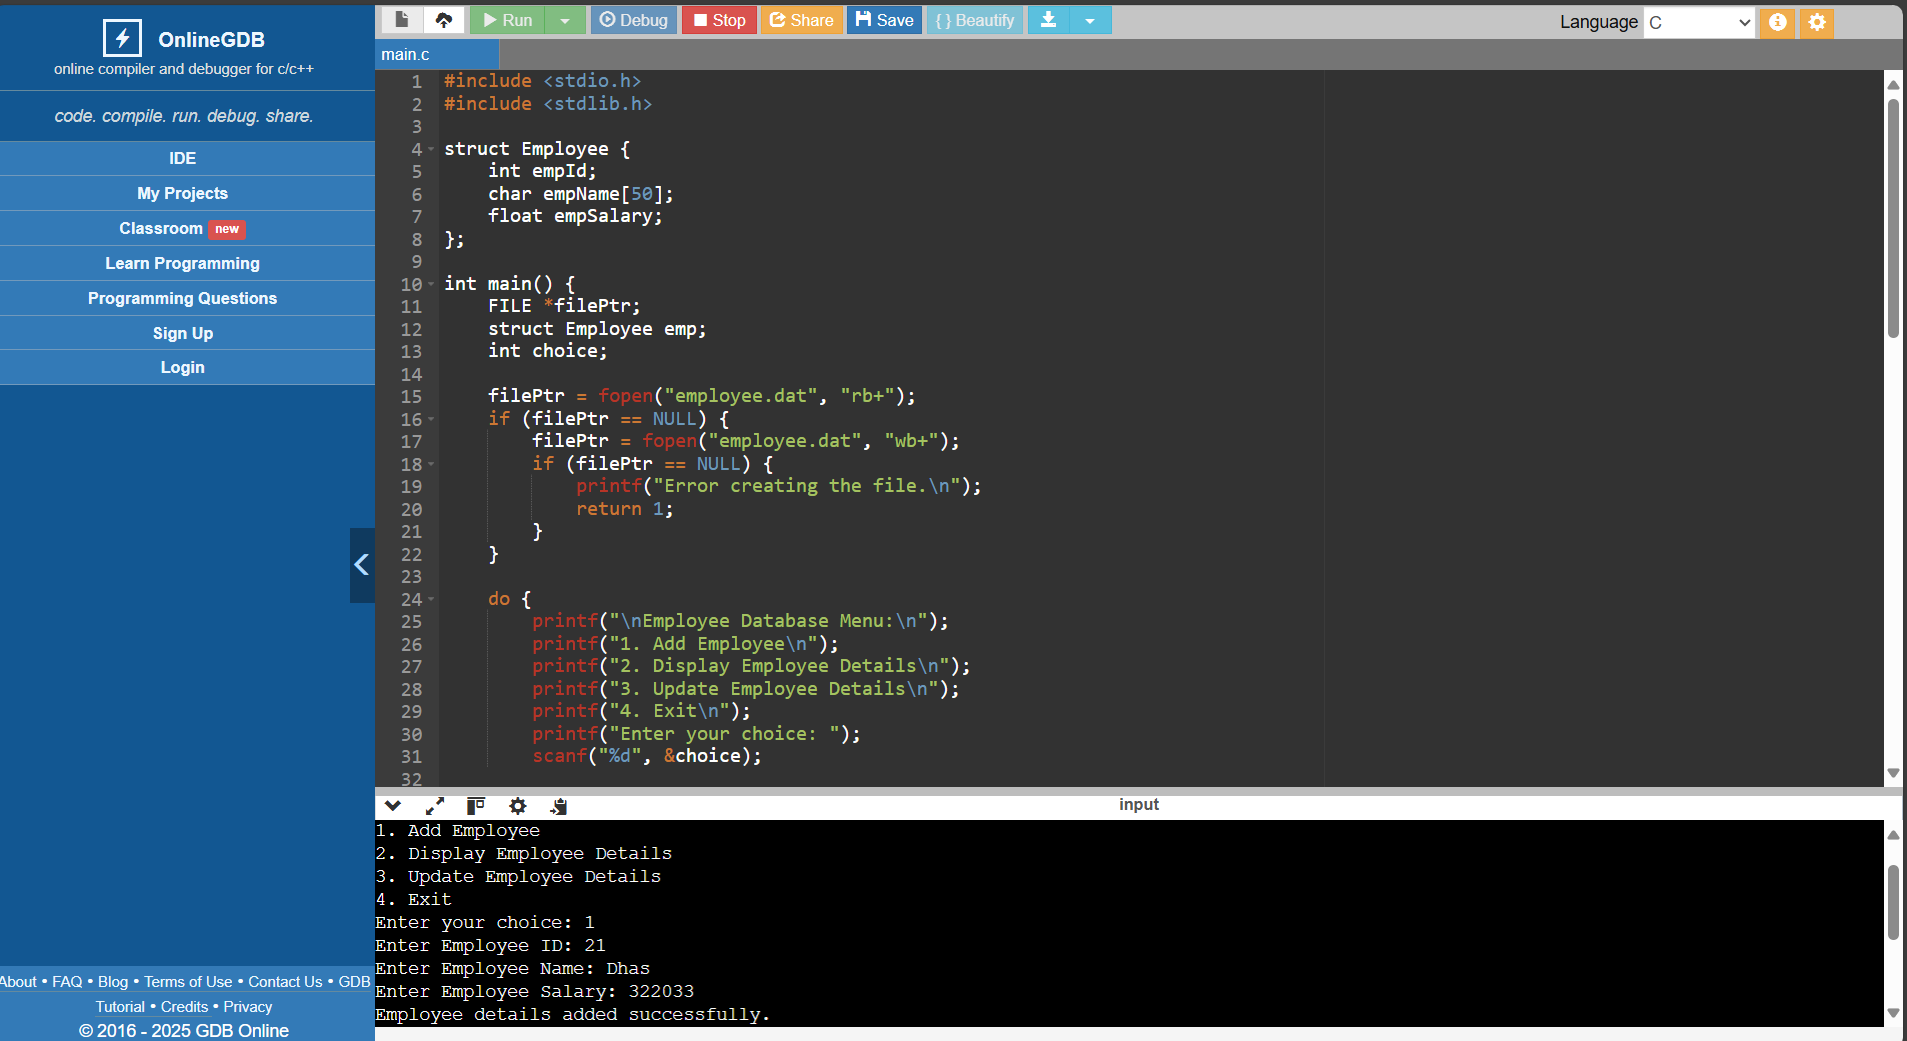 OnlineGDB
online compiler and debugger for c/c++
code. compile. run. debug. share.
IDE
My Projects
Classroom new
Learn Programming
Programming Questions
Sign Up
Login
About • FAQ • Blog • Terms of Use • Contact Us • GDB
Tutorial • Credits • Privacy
© 2016 - 2025 GDB Online
Run Debug Stop Share Save { } Beautify Language C
main.c
1 #include <stdio.h>
2 #include <stdlib.h>
3
4 struct Employee {
5     int empId;
6     char empName[50];
7     float empSalary;
8 };
9
10 int main() {
11     FILE *filePtr;
12     struct Employee emp;
13     int choice;
14
15     filePtr = fopen("employee.dat", "rb+");
16     if (filePtr == NULL) {
17         filePtr = fopen("employee.dat", "wb+");
18         if (filePtr == NULL) {
19             printf("Error creating the file.\n");
20             return 1;
21         }
22     }
23
24     do {
25         printf("\nEmployee Database Menu:\n");
26         printf("1. Add Employee\n");
27         printf("2. Display Employee Details\n");
28         printf("3. Update Employee Details\n");
29         printf("4. Exit\n");
30         printf("Enter your choice: ");
31         scanf("%d", &choice);
32
input
1. Add Employee
2. Display Employee Details
3. Update Employee Details
4. Exit
Enter your choice: 1
Enter Employee ID: 21
Enter Employee Name: Dhas
Enter Employee Salary: 322033
Employee details added successfully.